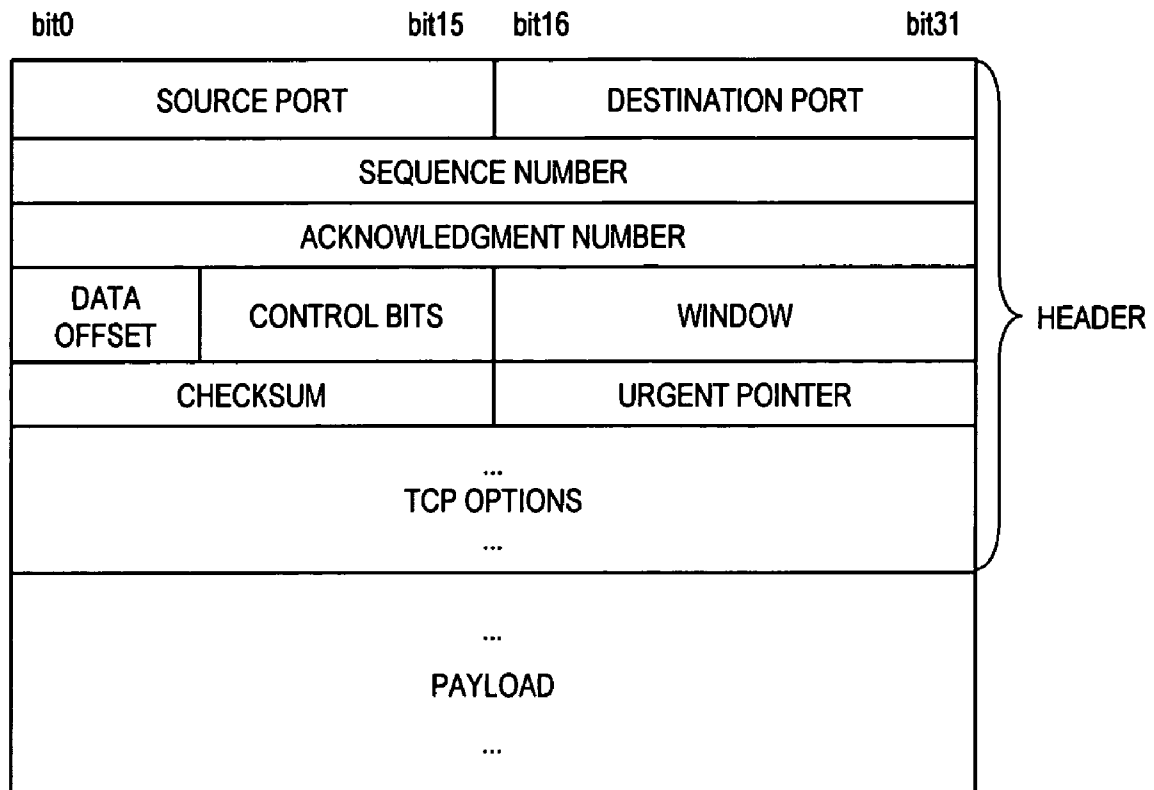 bit0 bit15 bit16 bit31
SOURCE PORT DESTINATION PORT
SEQUENCE NUMBER
ACKNOWLEDGMENT NUMBER
DATA
OFFSET
CONTROL BITS WINDOW
HEADER
CHECKSUM URGENT POINTER
...
TCP OPTIONS
...
...
PAYLOAD
...